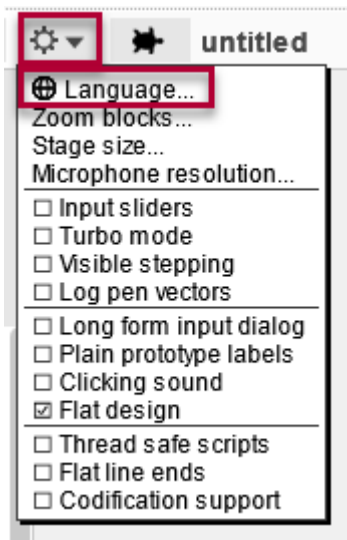 untitled
Language...
Zoom blocks...
Stage size...
Microphone resolution...
Input sliders
Turbo mode
Visible stepping
Log pen vectors
Long form input dialog
Plain prototype labels
Clicking sound
Flat design
Thread safe scripts
Flat line ends
Codification support